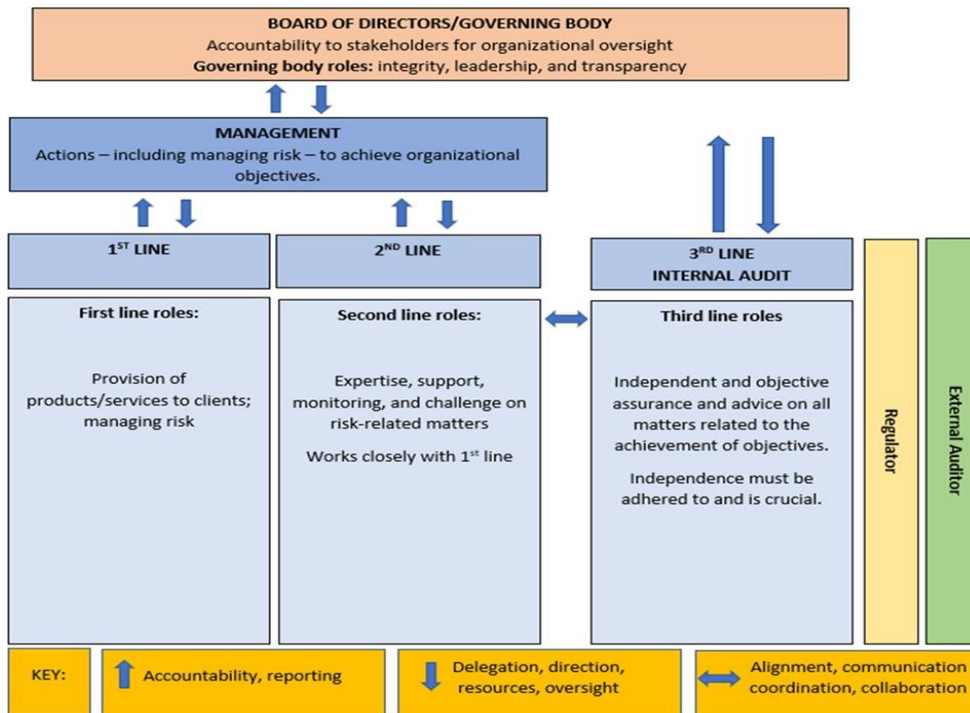 BOARD OF DIRECTORS/GOVERNING BODY
Accountability to stakeholders for organizational oversight
Governing body roles: integrity, leadership, and transparency
MANAGEMENT
Actions – including managing risk – to achieve organizational
objectives.
1ST LINE
2ND LINE
3RD LINE
INTERNAL AUDIT
First line roles:
Provision of
products/services to clients;
managing risk
Second line roles:
Expertise, support,
monitoring, and challenge on
risk-related matters
Works closely with 1st line
Third line roles
Independent and objective
assurance and advice on all
matters related to the
achievement of objectives.
Independence must be
adhered to and is crucial.
Regulator
External Auditor
KEY:
Accountability, reporting
Delegation, direction,
resources, oversight
Alignment, communication
coordination, collaboration